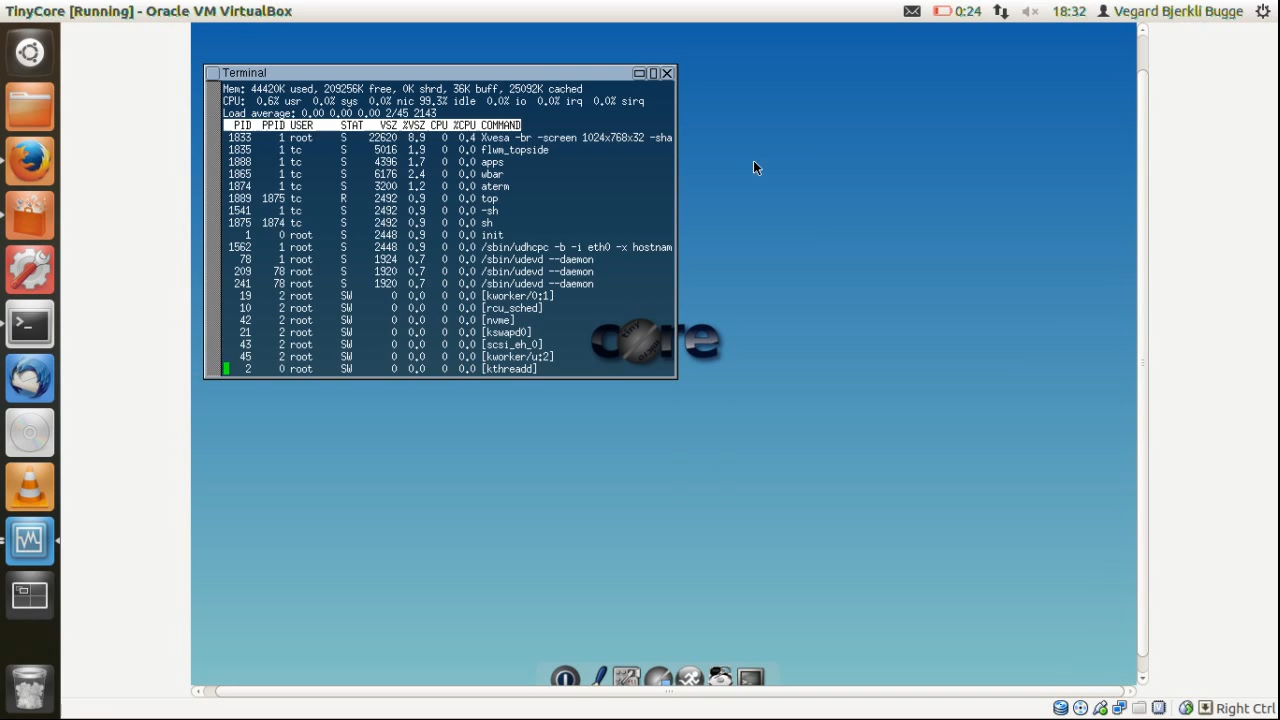 TinyCore [Running] - Oracle VM VirtualBox
0:24 18:32 Vegard Bjerkli Bugge
Terminal
Mem: 44420K used, 209256K free, 0K shrd, 36K buff, 25092K cached
CPU: 0.6% usr 0.0% sys 0.0% nic 99.3% idle 0.0% io 0.0% irq 0.0% sirq
Load average: 0.00 0.00 0.00 2/45 2143
PID PPID USER STAT VSZ %VSZ CPU %CPU COMMAND
1833 1 root S 22620 8.9 0 0.4 Xvesa -br -screen 1024x768x32 -sha
1835 1 tc S 5016 1.9 0 0.0 flwm_topside
1888 1 tc S 4396 1.7 0 0.0 apps
1865 1 tc S 6176 2.4 0 0.0 wbar
1874 1 tc S 3200 1.2 0 0.0 aterm
1889 1875 tc R 2492 0.9 0 0.0 top
1541 1 tc S 2492 0.9 0 0.0 -sh
1875 1874 tc S 2492 0.9 0 0.0 sh
1 0 root S 2448 0.9 0 0.0 init
1562 1 root S 2448 0.9 0 0.0 /sbin/udhcpc -b -i eth0 -x hostnam
78 1 root S 1924 0.7 0 0.0 /sbin/udevd --daemon
209 78 root S 1920 0.7 0 0.0 /sbin/udevd --daemon
241 78 root S 1920 0.7 0 0.0 /sbin/udevd --daemon
19 2 root SW 0 0.0 0 0.0 [kworker/0:1]
10 2 root SW 0 0.0 0 0.0 [rcu_sched]
42 2 root SW 0 0.0 0 0.0 [nvme]
21 2 root SW 0 0.0 0 0.0 [kswapd0]
43 2 root SW 0 0.0 0 0.0 [scsi_eh_0]
45 2 root SW 0 0.0 0 0.0 [kworker/u:2]
2 0 root SW 0 0.0 0 0.0 [kthreadd]
tiny
core
Right Ctrl